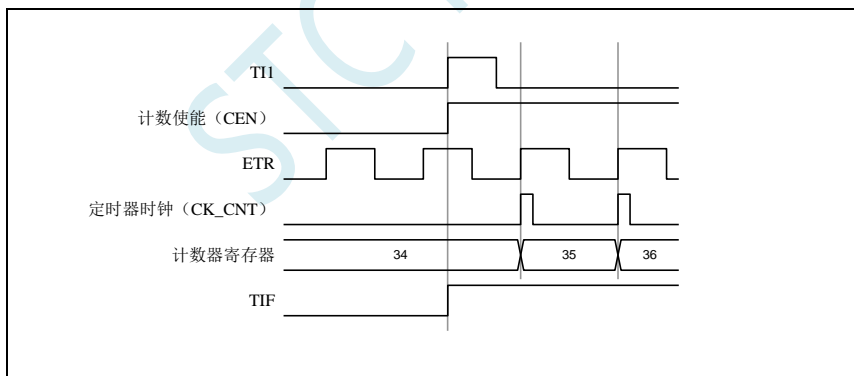 STC
TI1
计数使能（CEN）
ETR
定时器时钟（CK_CNT）
计数器寄存器
34
35
36
TIF